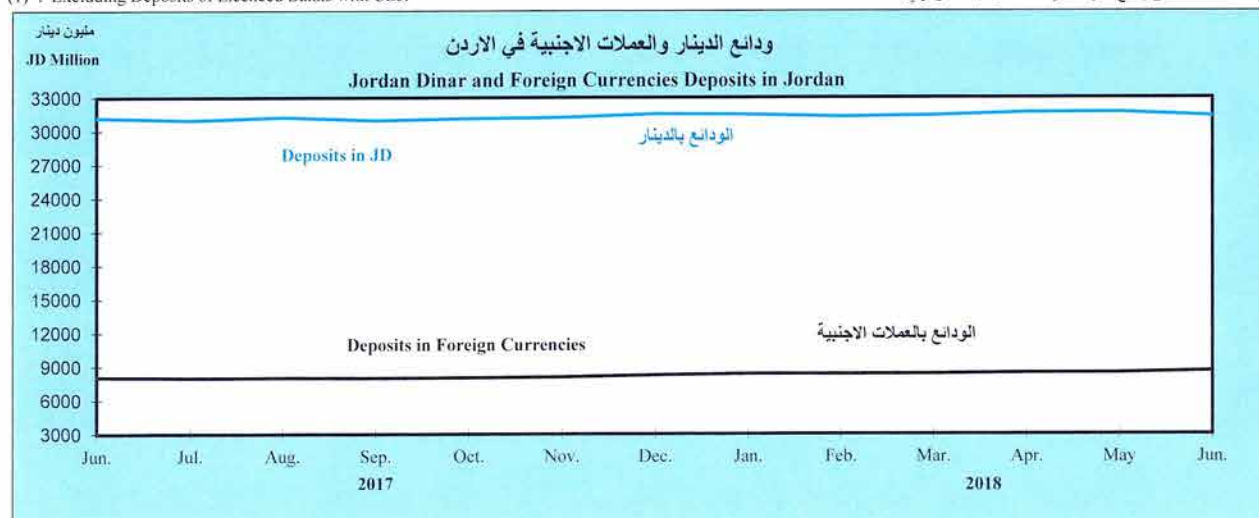 مليون دينار
JD Million
ودائع الدينار والعملات الاجنبية في الاردن
Jordan Dinar and Foreign Currencies Deposits in Jordan
33000
30000
27000
24000
21000
18000
15000
12000
9000
6000
3000
الودائع بالدينار
Deposits in JD
الودائع بالعملات الاجنبية
Deposits in Foreign Currencies
Jun. Jul. Aug. Sep. Oct. Nov. Dec. Jan. Feb. Mar. Apr. May Jun.
2017 2018